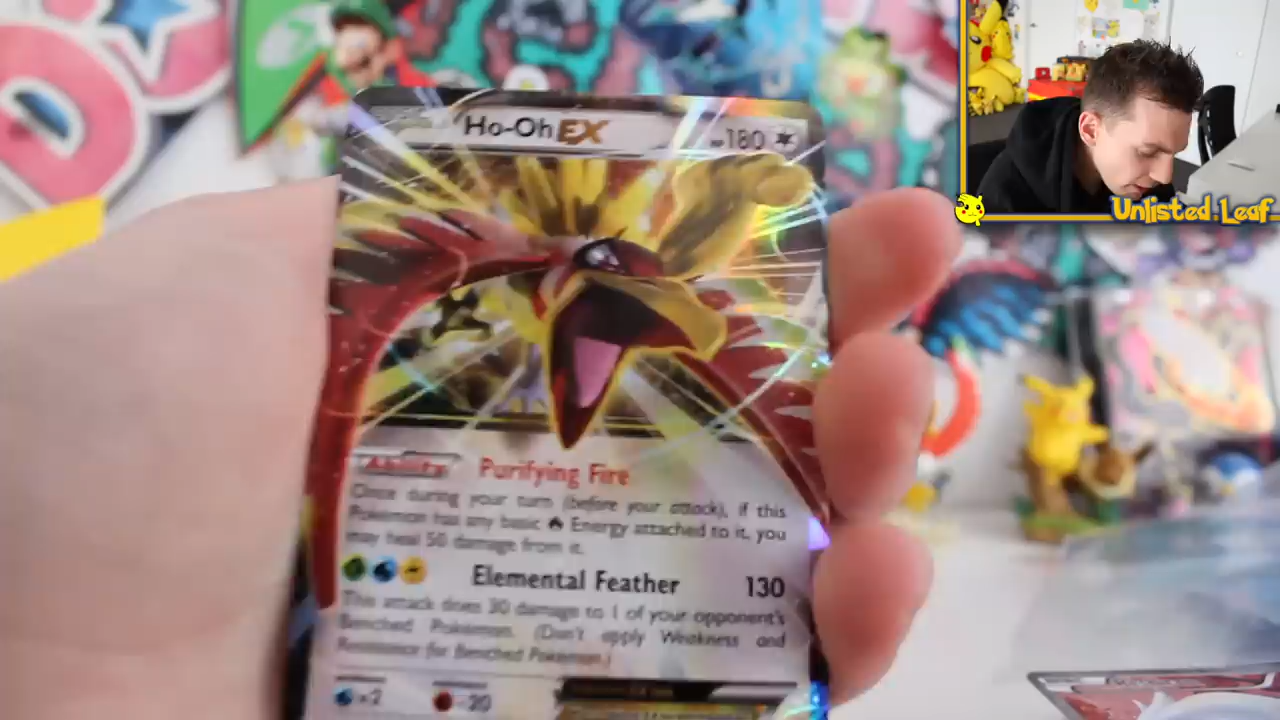 Ho-Oh EX
HP 180
Unlisted Leaf
Ability Purifying Fire
Once during your turn (before your attack), if this
Pokémon has any basic Energy attached to it, you
may heal 50 damage from it.
Elemental Feather 130
This attack does 30 damage to 1 of your opponent's
Benched Pokémon. (Don't apply Weakness and
Resistance for Benched Pokémon.)
×2 -20